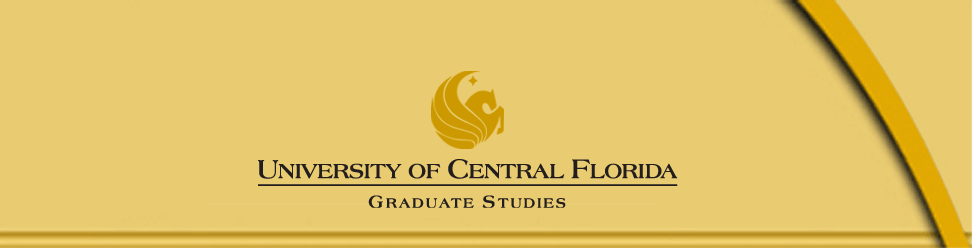 UNIVERSITY OF CENTRAL FLORIDA
GRADUATE STUDIES